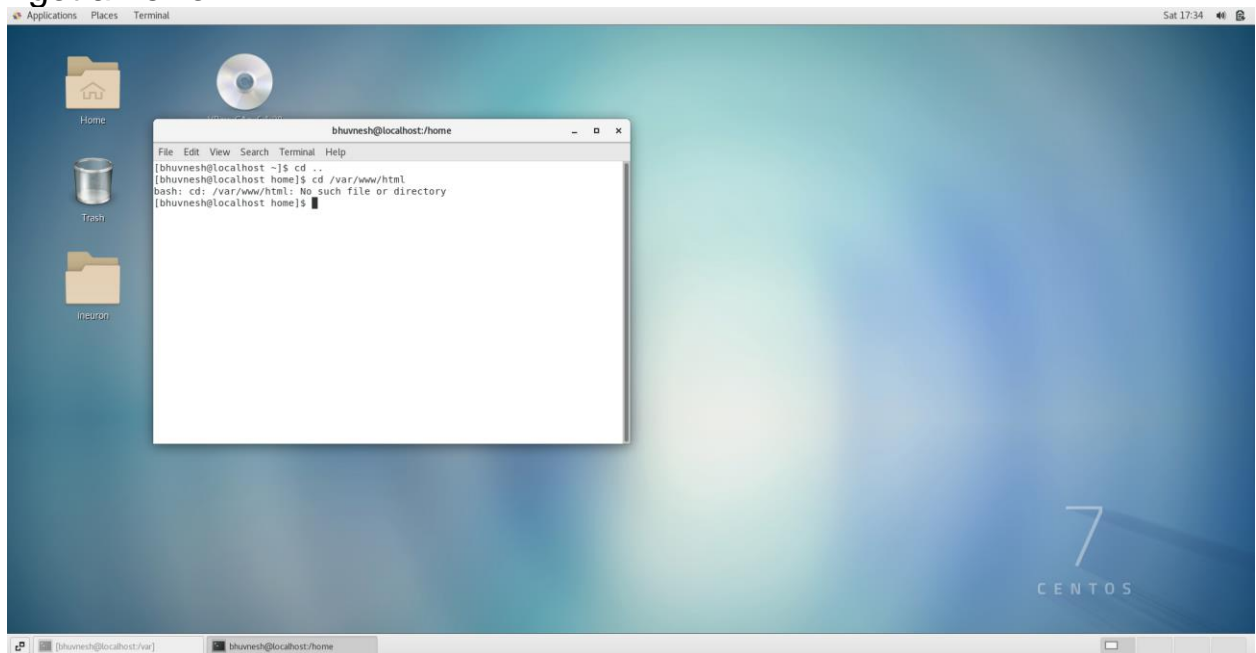 Applications Places Terminal
Sat 17:34
Home
bhuvnesh@localhost:/home
File Edit View Search Terminal Help
[bhuvnesh@localhost ~]$ cd ..
[bhuvnesh@localhost home]$ cd /var/www/html
bash: cd: /var/www/html: No such file or directory
[bhuvnesh@localhost home]$
Trash
ineuron
7
CENTOS
[bhuvnesh@localhost:/var]
bhuvnesh@localhost:/home